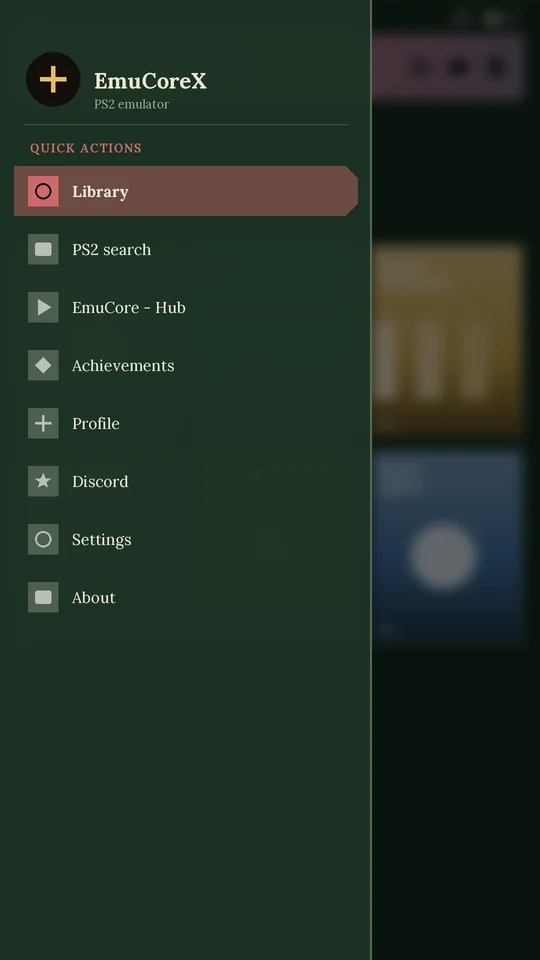 EmuCoreX
PS2 emulator
QUICK ACTIONS
Library
PS2 search
EmuCore - Hub
Achievements
Profile
Discord
Settings
About